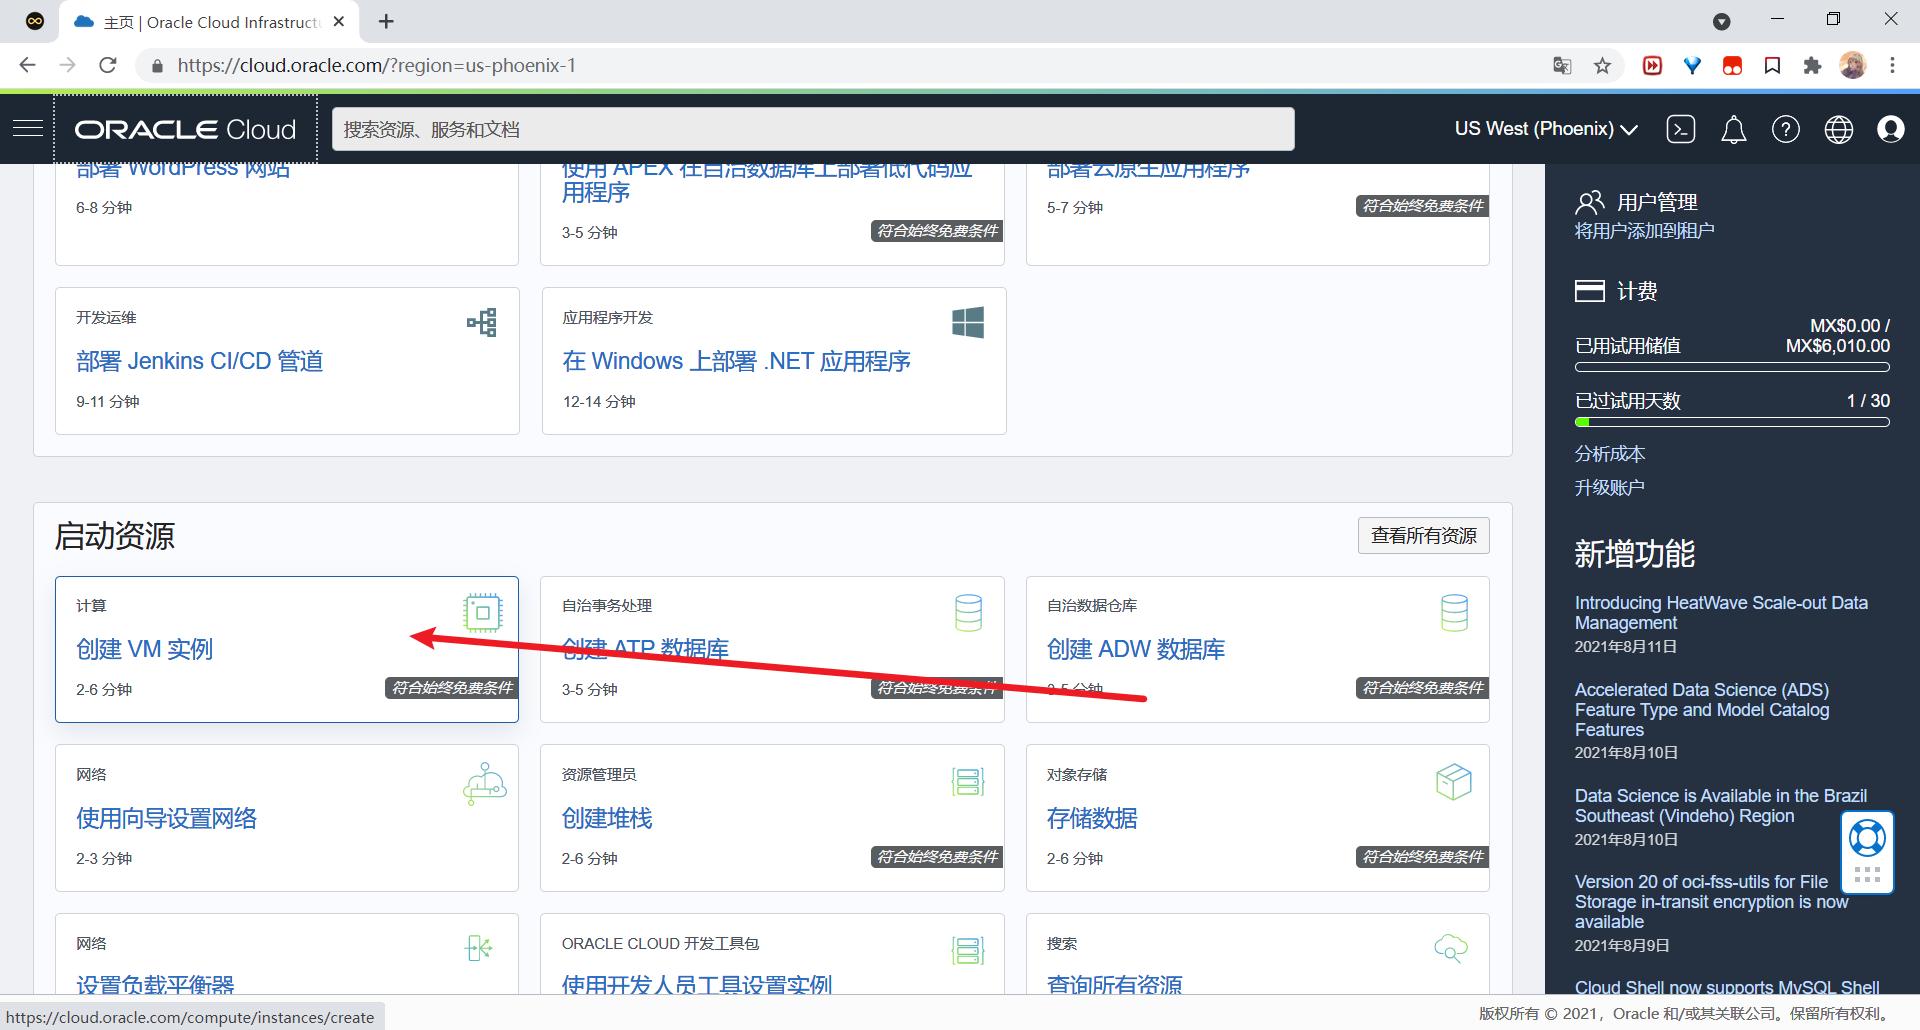 主页 | Oracle Cloud Infrastructu
https://cloud.oracle.com/?region=us-phoenix-1
ORACLE Cloud
搜索资源、服务和文档
US West (Phoenix)
部署 WordPress 网站
6-8 分钟
使用 APEX 在自治数据库上部署低代码应
用程序
3-5 分钟
符合始终免费条件
部署云原生应用程序
5-7 分钟
符合始终免费条件
开发运维
部署 Jenkins CI/CD 管道
9-11 分钟
应用程序开发
在 Windows 上部署 .NET 应用程序
12-14 分钟
启动资源
查看所有资源
计算
创建 VM 实例
2-6 分钟
符合始终免费条件
自治事务处理
创建 ATP 数据库
3-5 分钟
符合始终免费条件
自治数据仓库
创建 ADW 数据库
3-5 分钟
符合始终免费条件
网络
使用向导设置网络
2-3 分钟
资源管理员
创建堆栈
2-6 分钟
符合始终免费条件
对象存储
存储数据
2-6 分钟
符合始终免费条件
网络
设置负载平衡器
ORACLE CLOUD 开发工具包
使用开发人员工具设置实例
搜索
查询所有资源
用户管理
将用户添加到租户
计费
MX$0.00 /
已用试用储值 MX$6,010.00
已过试用天数 1 / 30
分析成本
升级账户
新增功能
Introducing HeatWave Scale-out Data
Management
2021年8月11日
Accelerated Data Science (ADS)
Feature Type and Model Catalog
Features
2021年8月10日
Data Science is Available in the Brazil
Southeast (Vindeho) Region
2021年8月10日
Version 20 of oci-fss-utils for File
Storage in-transit encryption is now
available
2021年8月9日
Cloud Shell now supports MySQL Shell
https://cloud.oracle.com/compute/instances/create
版权所有 © 2021，Oracle 和/或其关联公司。保留所有权利。